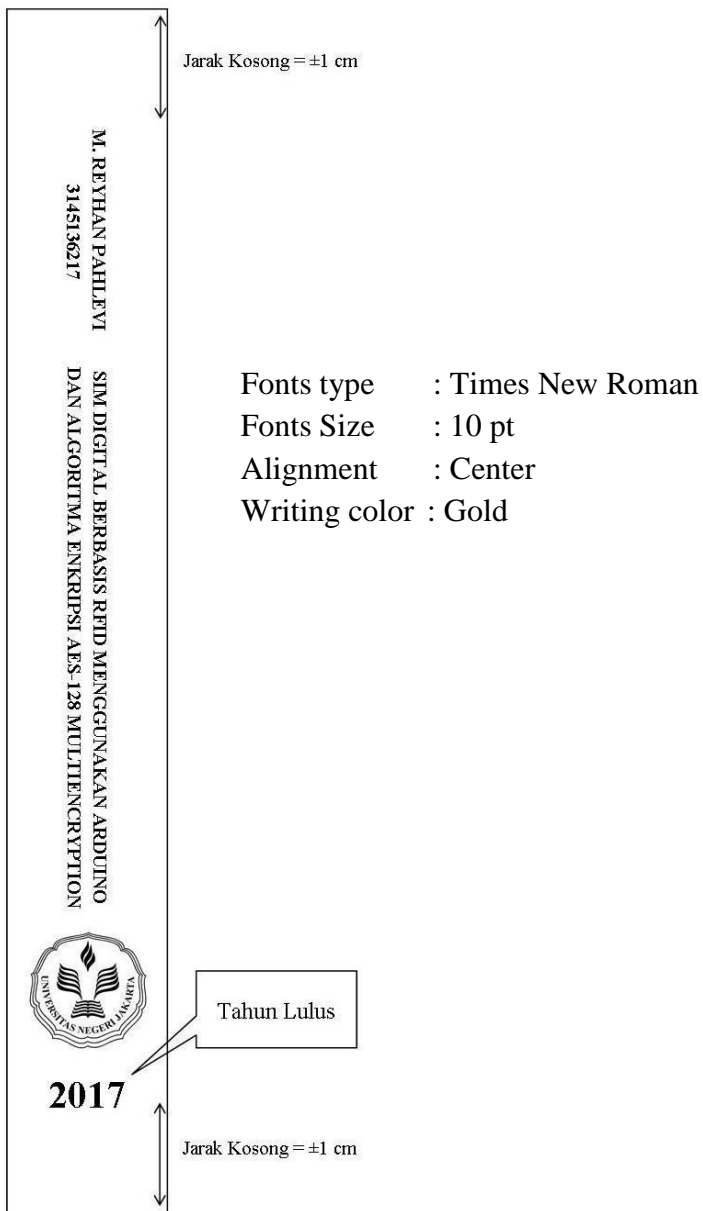 Jarak Kosong = ±1 cm
M. REYHAN PAHLEVI
3145136217
SIM DIGITAL BERBASIS RFID MENGGUNAKAN ARDUINO
DAN ALGORITMA ENKRIPSI AES-128 MULTIENCRYPTION
Fonts type : Times New Roman
Fonts Size : 10 pt
Alignment : Center
Writing color : Gold
UNIVERSITAS NEGERI JAKARTA
Tahun Lulus
2017
Jarak Kosong = ±1 cm